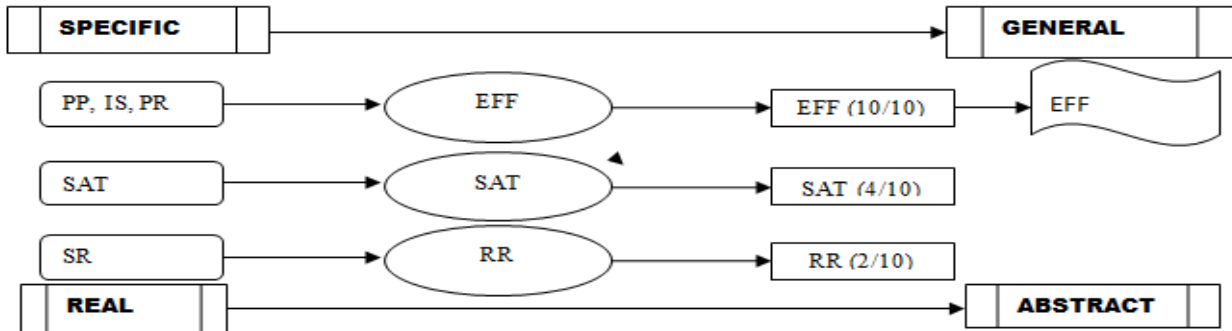 SPECIFIC GENERAL
PP, IS, PR EFF EFF (10/10) EFF
SAT SAT SAT (4/10)
SR RR RR (2/10)
REAL ABSTRACT